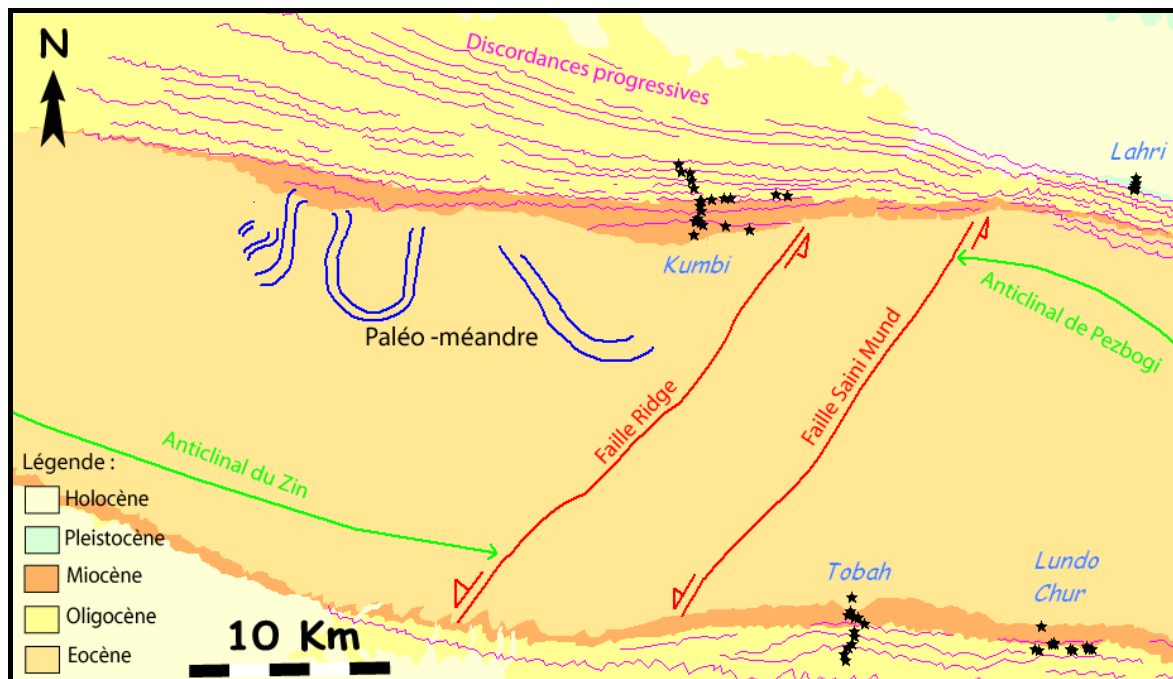 N
Discordances progressives
Lahri
Kumbi
Anticlinal de Pezbogi
Paléo -méandre
Faille Ridge
Faille Saini Mund
Anticlinal du Zin
Légende :
Holocène
Pleistocène
Miocène
Oligocène
Eocène
10 Km
Tobah
Lundo
Chur